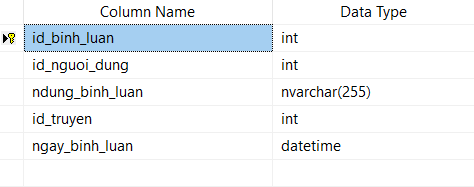 Column Name Data Type
id_binh_luan int
id_nguoi_dung int
ndung_binh_luan nvarchar(255)
id_truyen int
ngay_binh_luan datetime